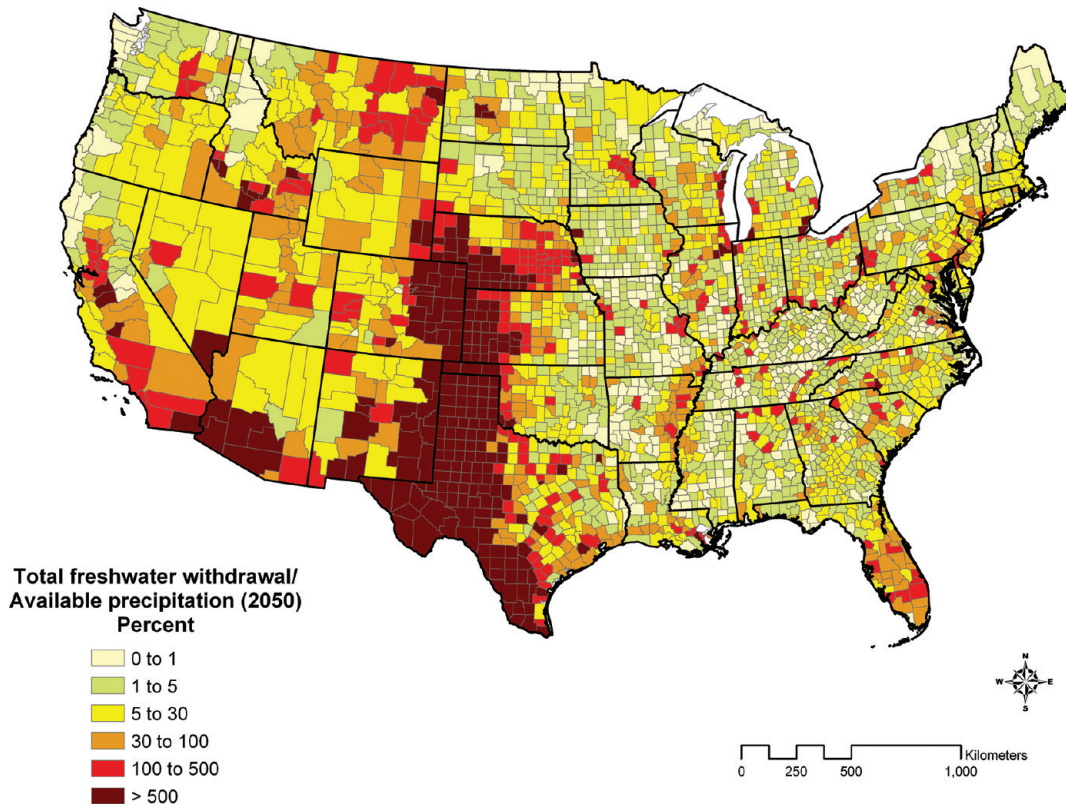 Total freshwater withdrawal/
Available precipitation (2050)
Percent
0 to 1
1 to 5
5 to 30
30 to 100
100 to 500
> 500
N
W E
S
Kilometers
0 250 500 1,000